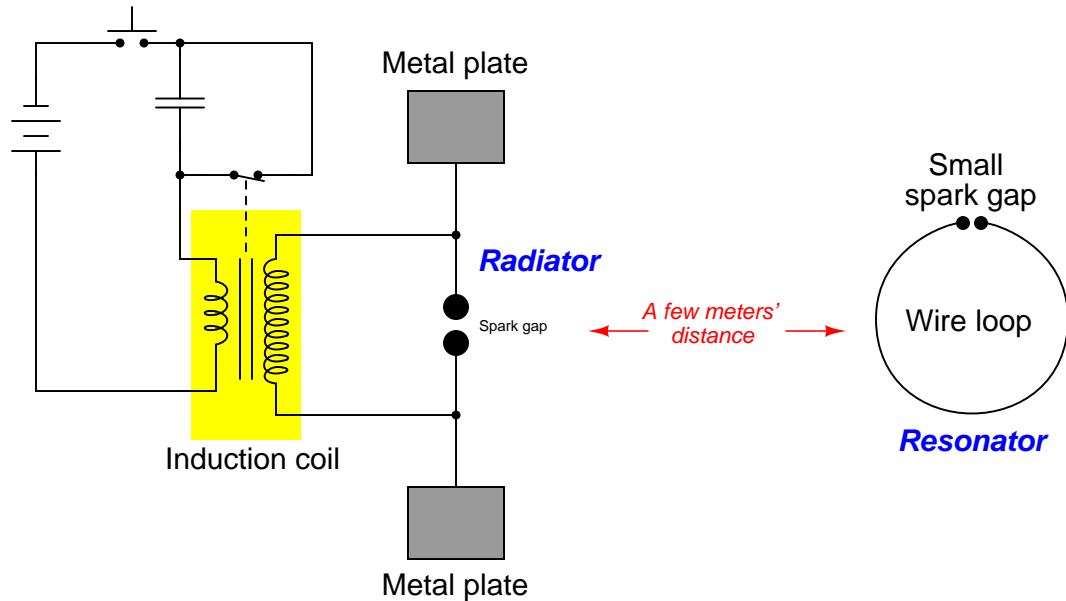 Metal plate
Small
spark gap
Radiator
Spark gap
A few meters’
distance
Wire loop
Resonator
Induction coil
Metal plate